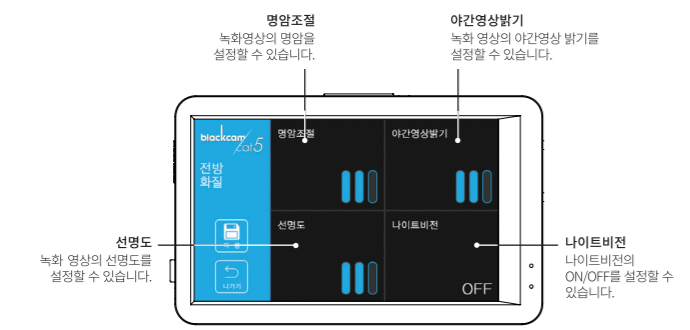 명암조절
녹화영상의 명암을
설정할 수 있습니다.
야간영상밝기
녹화 영상의 야간영상 밝기를
설정할 수 있습니다.
blackcam
cat5
전방
화질
나가기
명암조절
야간영상밝기
선명도
나이트비전
OFF
선명도
녹화 영상의 선명도를
설정할 수 있습니다.
나이트비전
나이트비전의
ON/OFF를 설정할 수
있습니다.